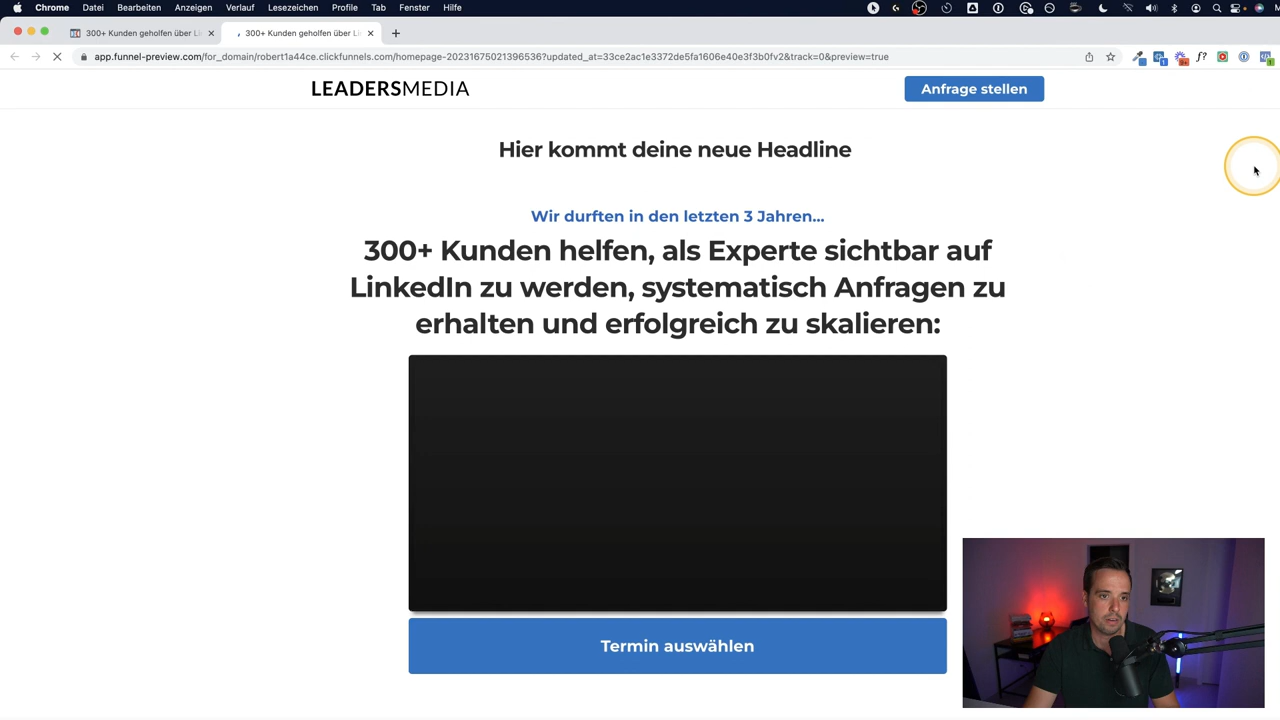 Chrome Datei Bearbeiten Anzeigen Verlauf Lesezeichen Profile Tab Fenster Hilfe
300+ Kunden geholfen über Li 300+ Kunden geholfen über Li
app.funnel-preview.com/for_domain/robert1a44ce.clickfunnels.com/homepage-2023167502139653​6?updated_at=33ce2ac1e3372de5fa1606e40e3f3b0fv2&track=0&preview=true
LEADERSMEDIA Anfrage stellen
Hier kommt deine neue Headline
Wir durften in den letzten 3 Jahren...
300+ Kunden helfen, als Experte sichtbar auf
LinkedIn zu werden, systematisch Anfragen zu
erhalten und erfolgreich zu skalieren:
Termin auswählen